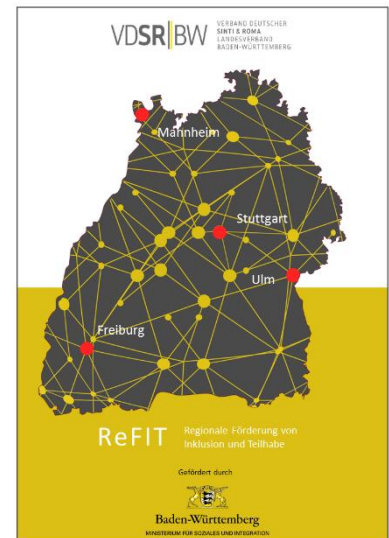 VDSR|BW
VERBAND DEUTSCHER
SINTI & ROMA
LANDESVERBAND
BADEN-WÜRTTEMBERG
Mannheim
Stuttgart
Ulm
Freiburg
ReFIT
Regionale Förderung von
Inklusion und Teilhabe
Gefördert durch
Baden-Württemberg
MINISTERIUM FÜR SOZIALES UND INTEGRATION